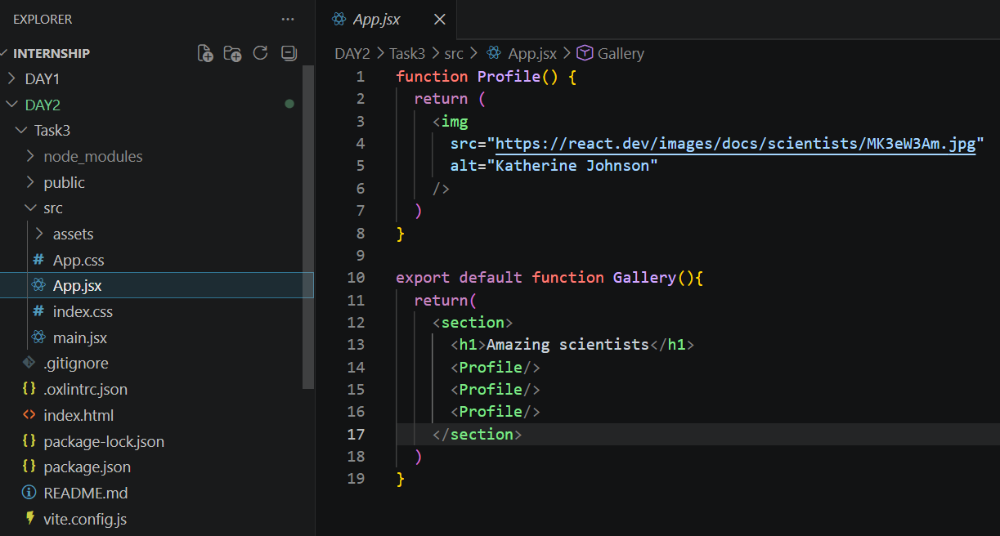 EXPLORER
INTERNSHIP
DAY1
DAY2
Task3
node_modules
public
src
assets
App.css
App.jsx
index.css
main.jsx
.gitignore
.oxlintrc.json
index.html
package-lock.json
package.json
README.md
vite.config.js
App.jsx
DAY2 > Task3 > src > App.jsx > Gallery
1 function Profile() {
2   return (
3     <img
4       src="https://react.dev/images/docs/scientists/MK3eW3Am.jpg"
5       alt="Katherine Johnson"
6     />
7   )
8 }
9
10 export default function Gallery(){
11   return(
12     <section>
13       <h1>Amazing scientists</h1>
14       <Profile/>
15       <Profile/>
16       <Profile/>
17     </section>
18   )
19 }